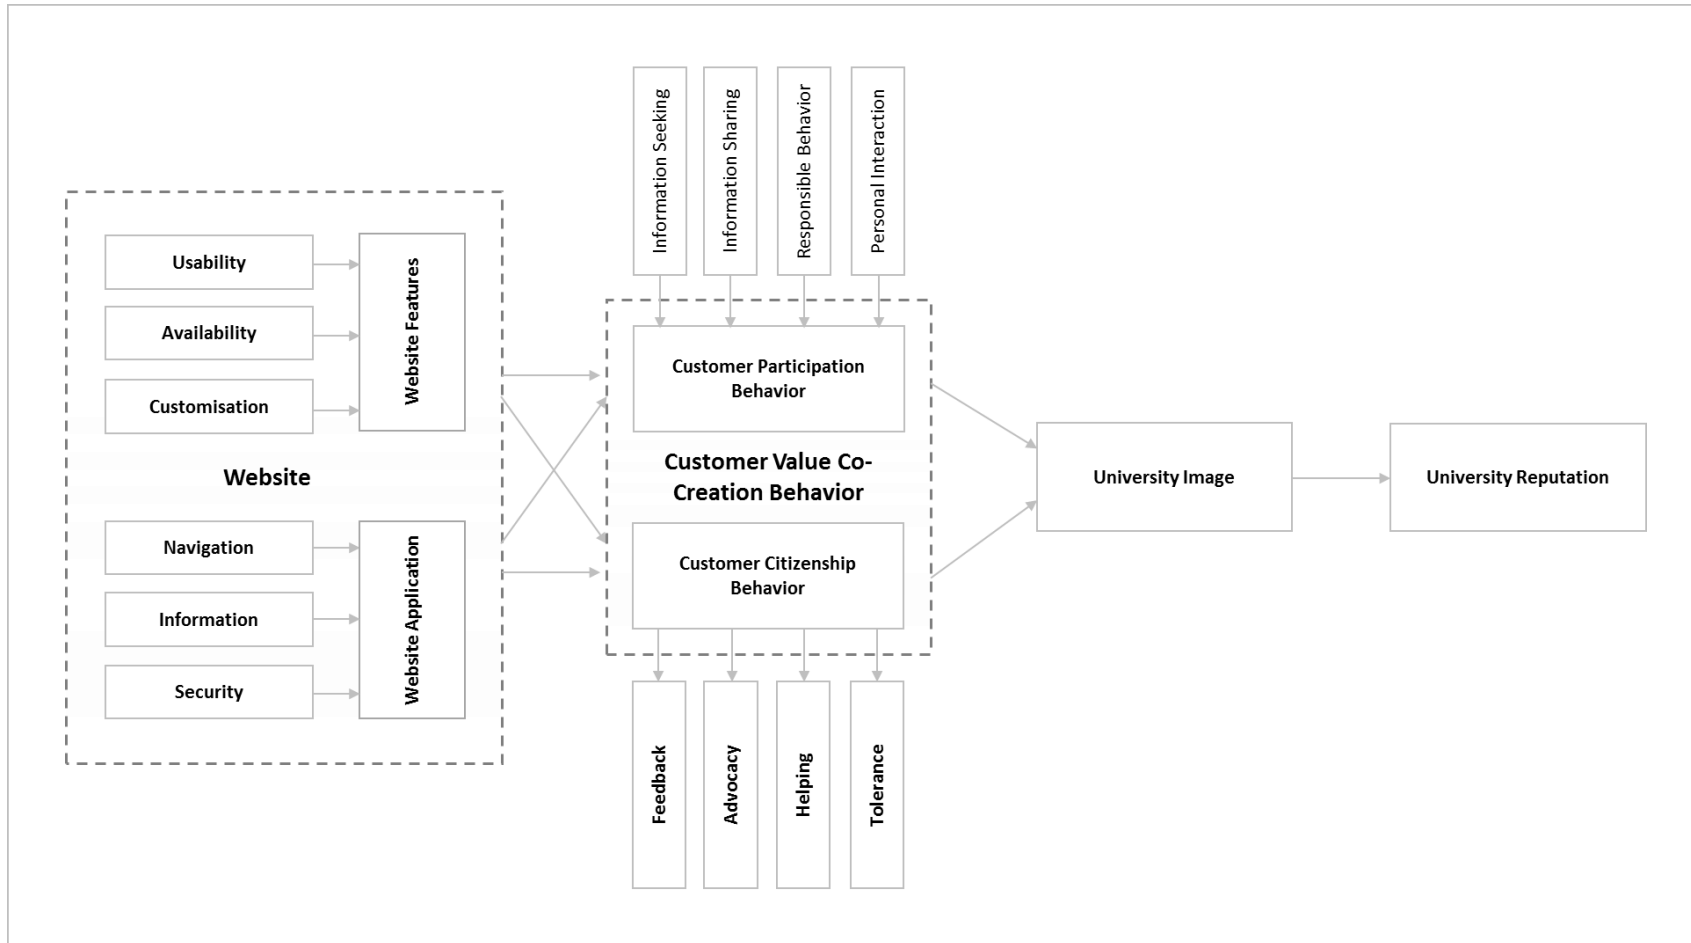 Information Seeking
Information Sharing
Responsible Behavior
Personal Interaction
Usability
Availability
Customisation
Website Features
Website
Navigation
Information
Security
Website Application
Customer Participation
Behavior
Customer Value Co-
Creation Behavior
Customer Citizenship
Behavior
Feedback
Advocacy
Helping
Tolerance
University Image
University Reputation